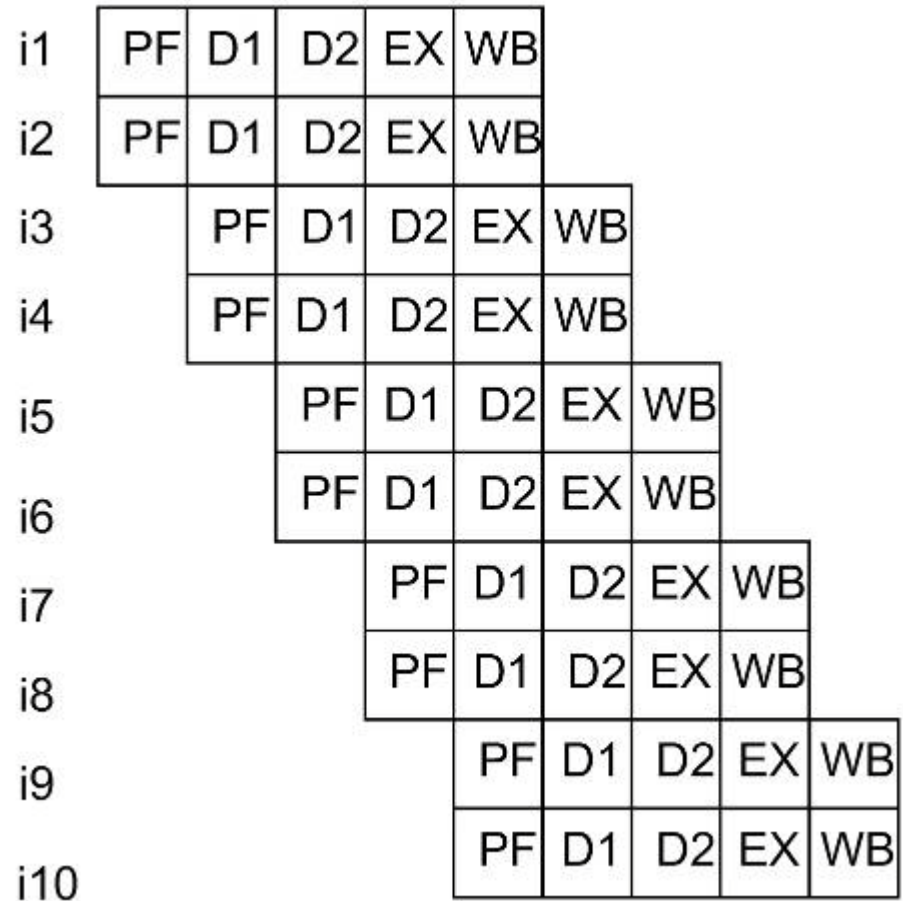 i1 PF D1 D2 EX WB
i2 PF D1 D2 EX WB
i3 PF D1 D2 EX WB
i4 PF D1 D2 EX WB
i5 PF D1 D2 EX WB
i6 PF D1 D2 EX WB
i7 PF D1 D2 EX WB
i8 PF D1 D2 EX WB
i9 PF D1 D2 EX WB
i10 PF D1 D2 EX WB